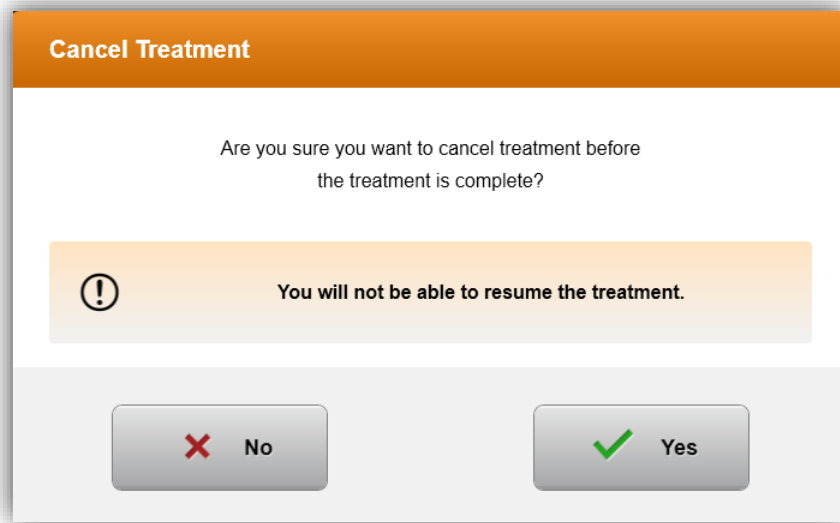 Cancel Treatment
Are you sure you want to cancel treatment before
the treatment is complete?
You will not be able to resume the treatment.
No
Yes